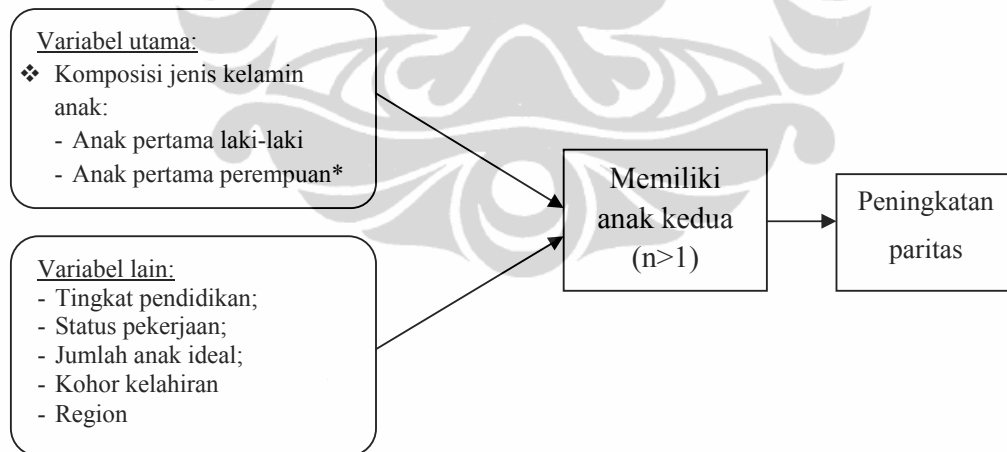 Variabel utama:
❖ Komposisi jenis kelamin
anak:
- Anak pertama laki-laki
- Anak pertama perempuan*
Variabel lain:
- Tingkat pendidikan;
- Status pekerjaan;
- Jumlah anak ideal;
- Kohor kelahiran
- Region
Memiliki
anak kedua
(n>1)
Peningkatan
paritas